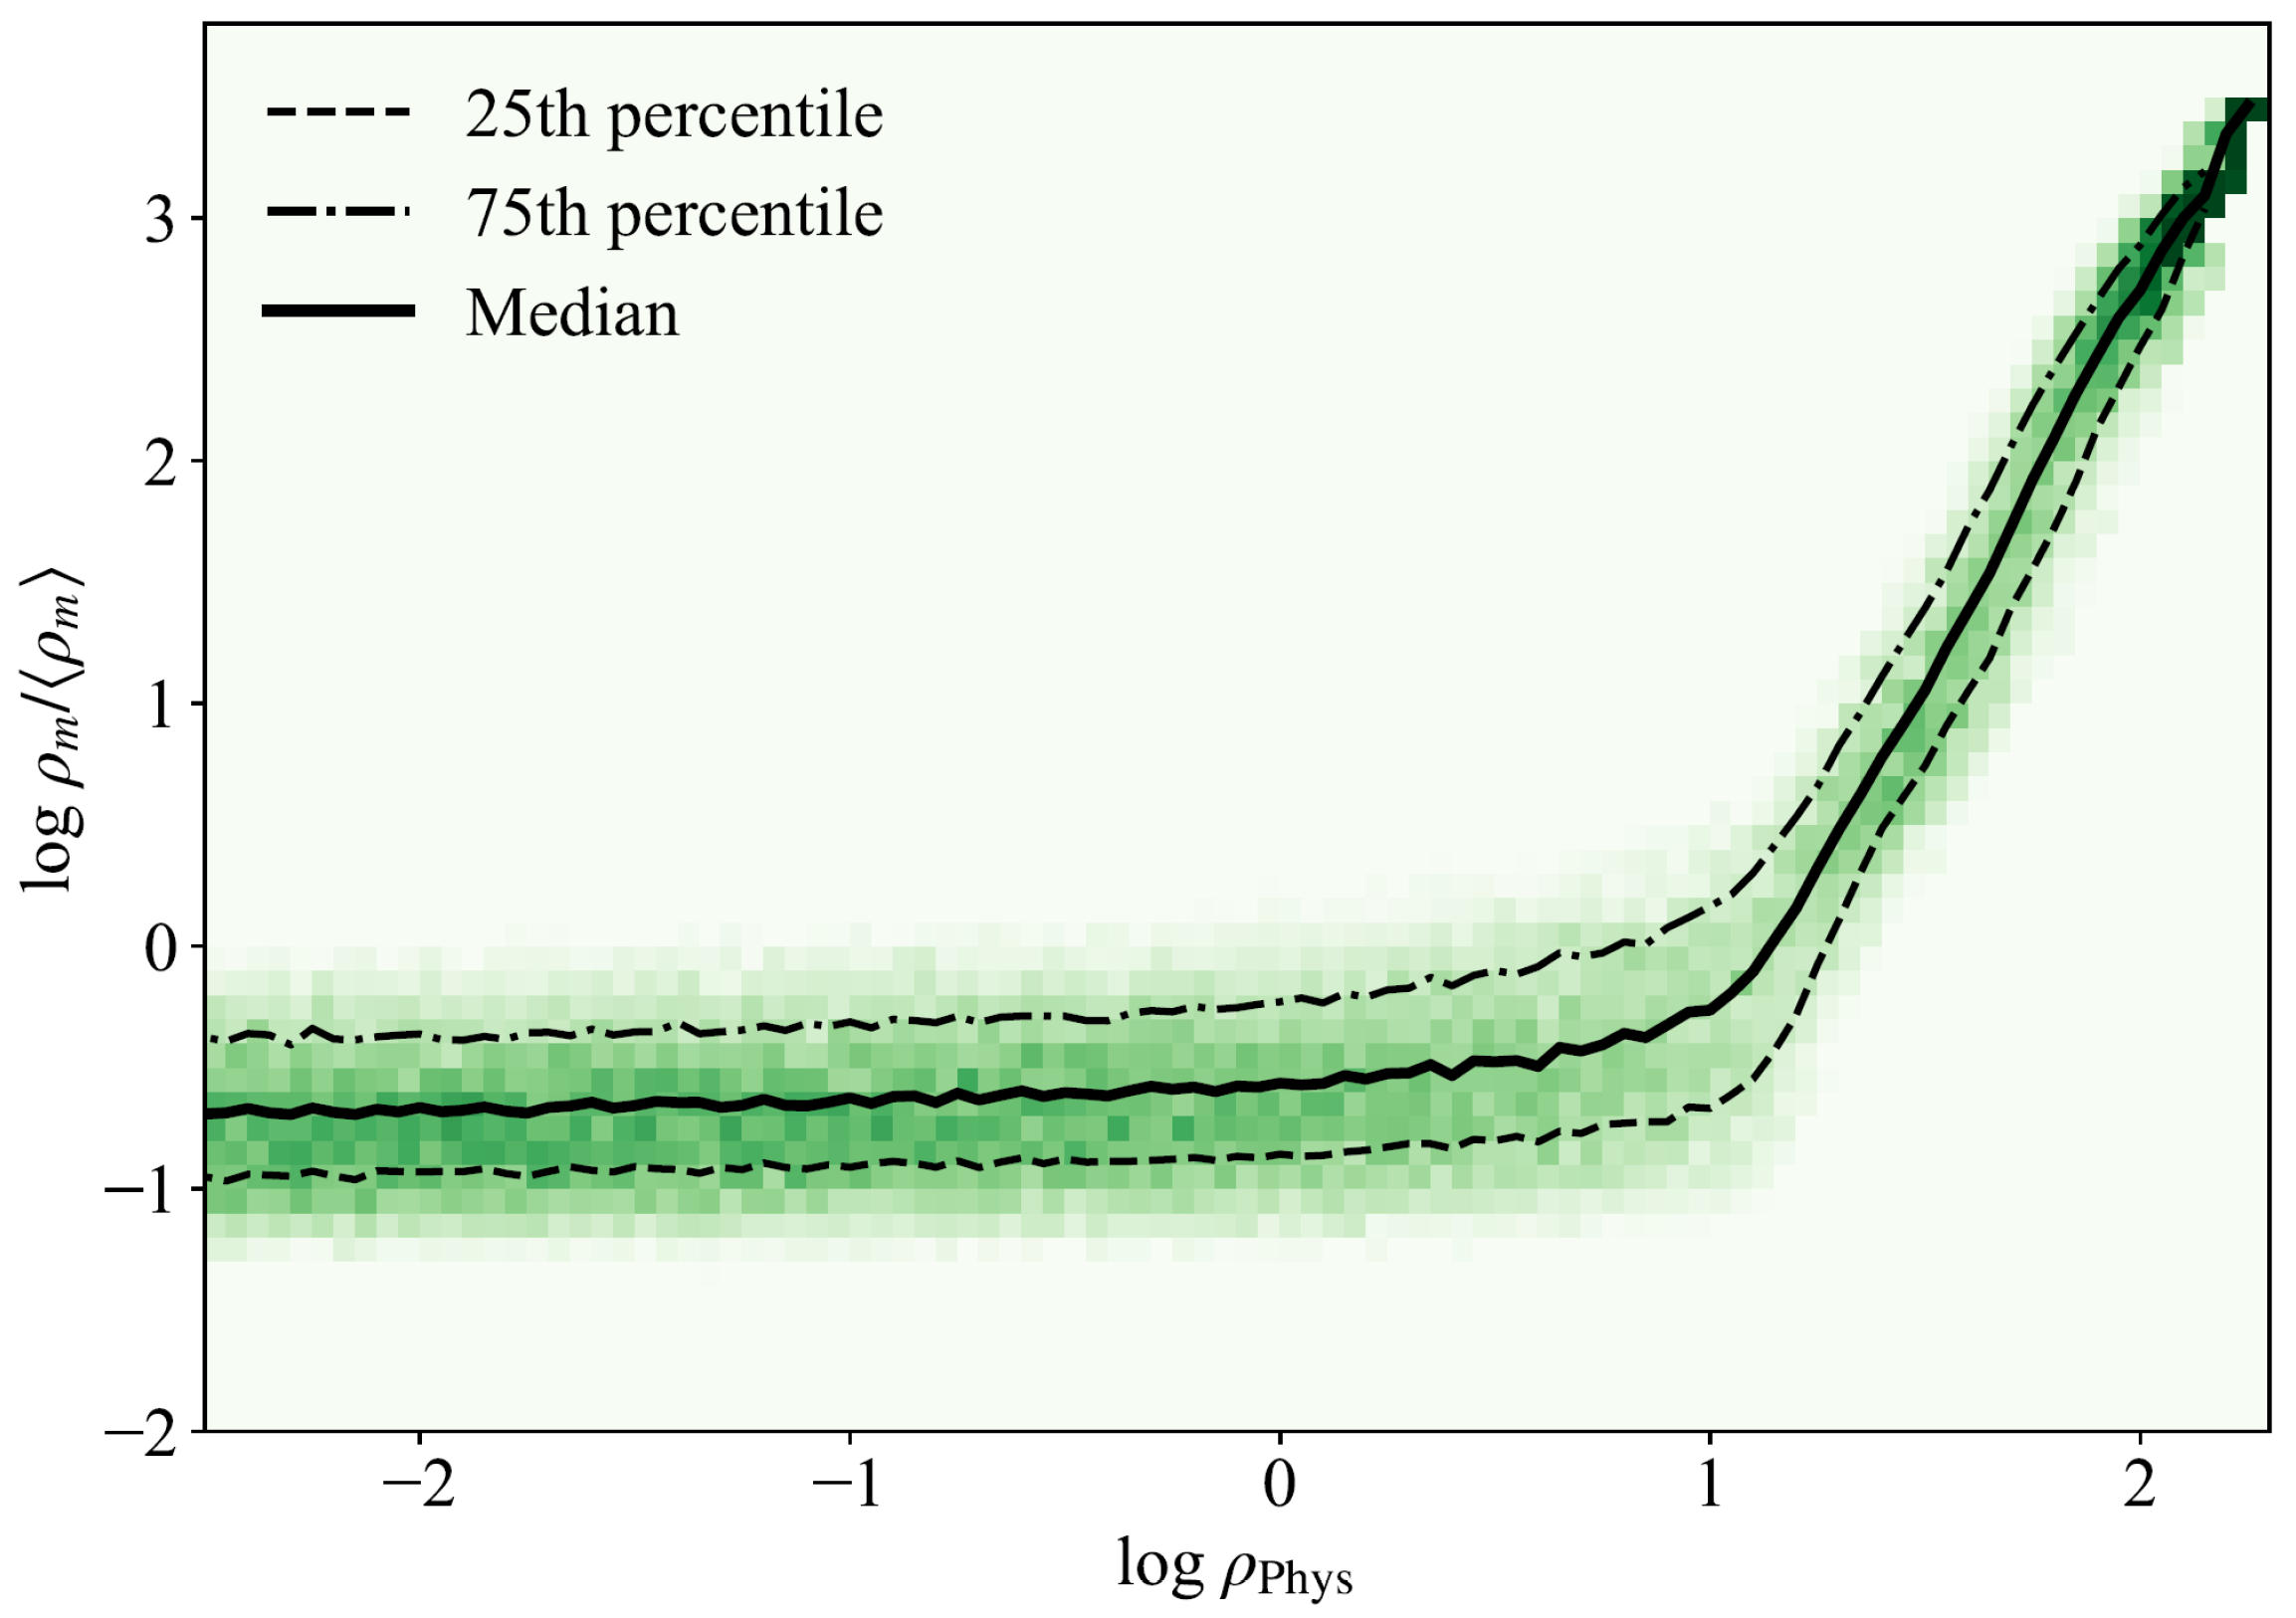 25th percentile
75th percentile
Median
3
2
1
0
−1
−2
log ρm/⟨ρm⟩
−2 −1 0 1 2
log ρPhys